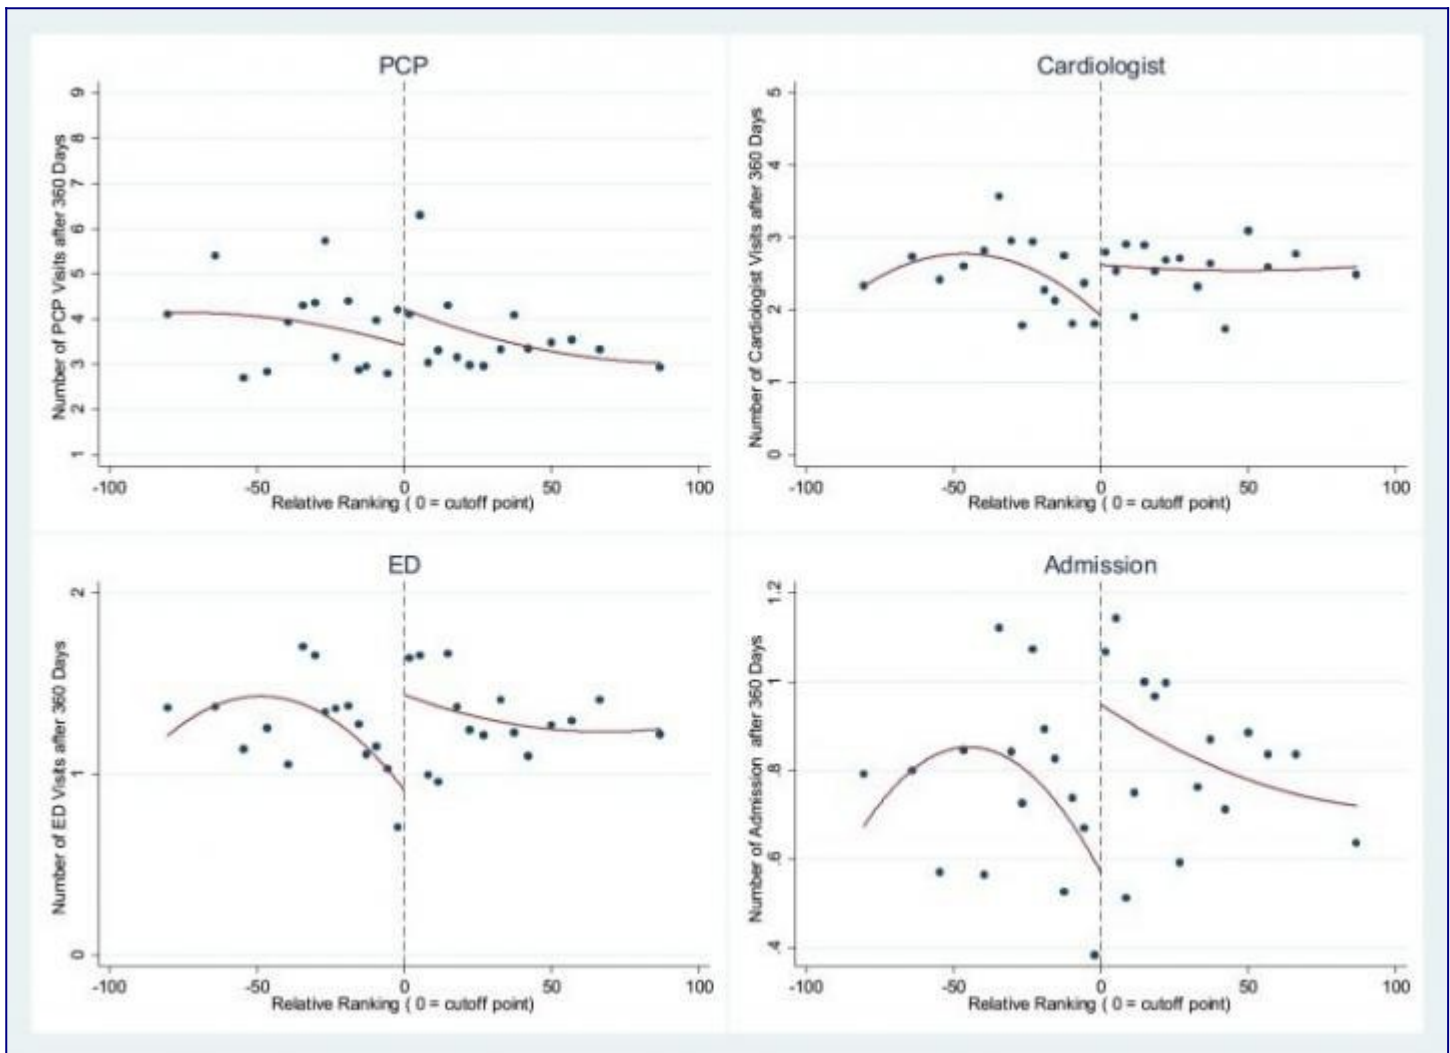 PCP
Number of PCP Visits after 360 Days
9
8
7
6
5
4
3
2
1
-100 -50 0 50 100
Relative Ranking ( 0 = cutoff point)
Cardiologist
Number of Cardiologist Visits after 360 Days
5
4
3
2
1
0
-100 -50 0 50 100
Relative Ranking ( 0 = cutoff point)
ED
Number of ED Visits after 360 Days
2
1
0
-100 -50 0 50 100
Relative Ranking ( 0 = cutoff point)
Admission
Number of Admission after 360 Days
1.2
1
.8
.6
.4
-100 -50 0 50 100
Relative Ranking ( 0 = cutoff point)